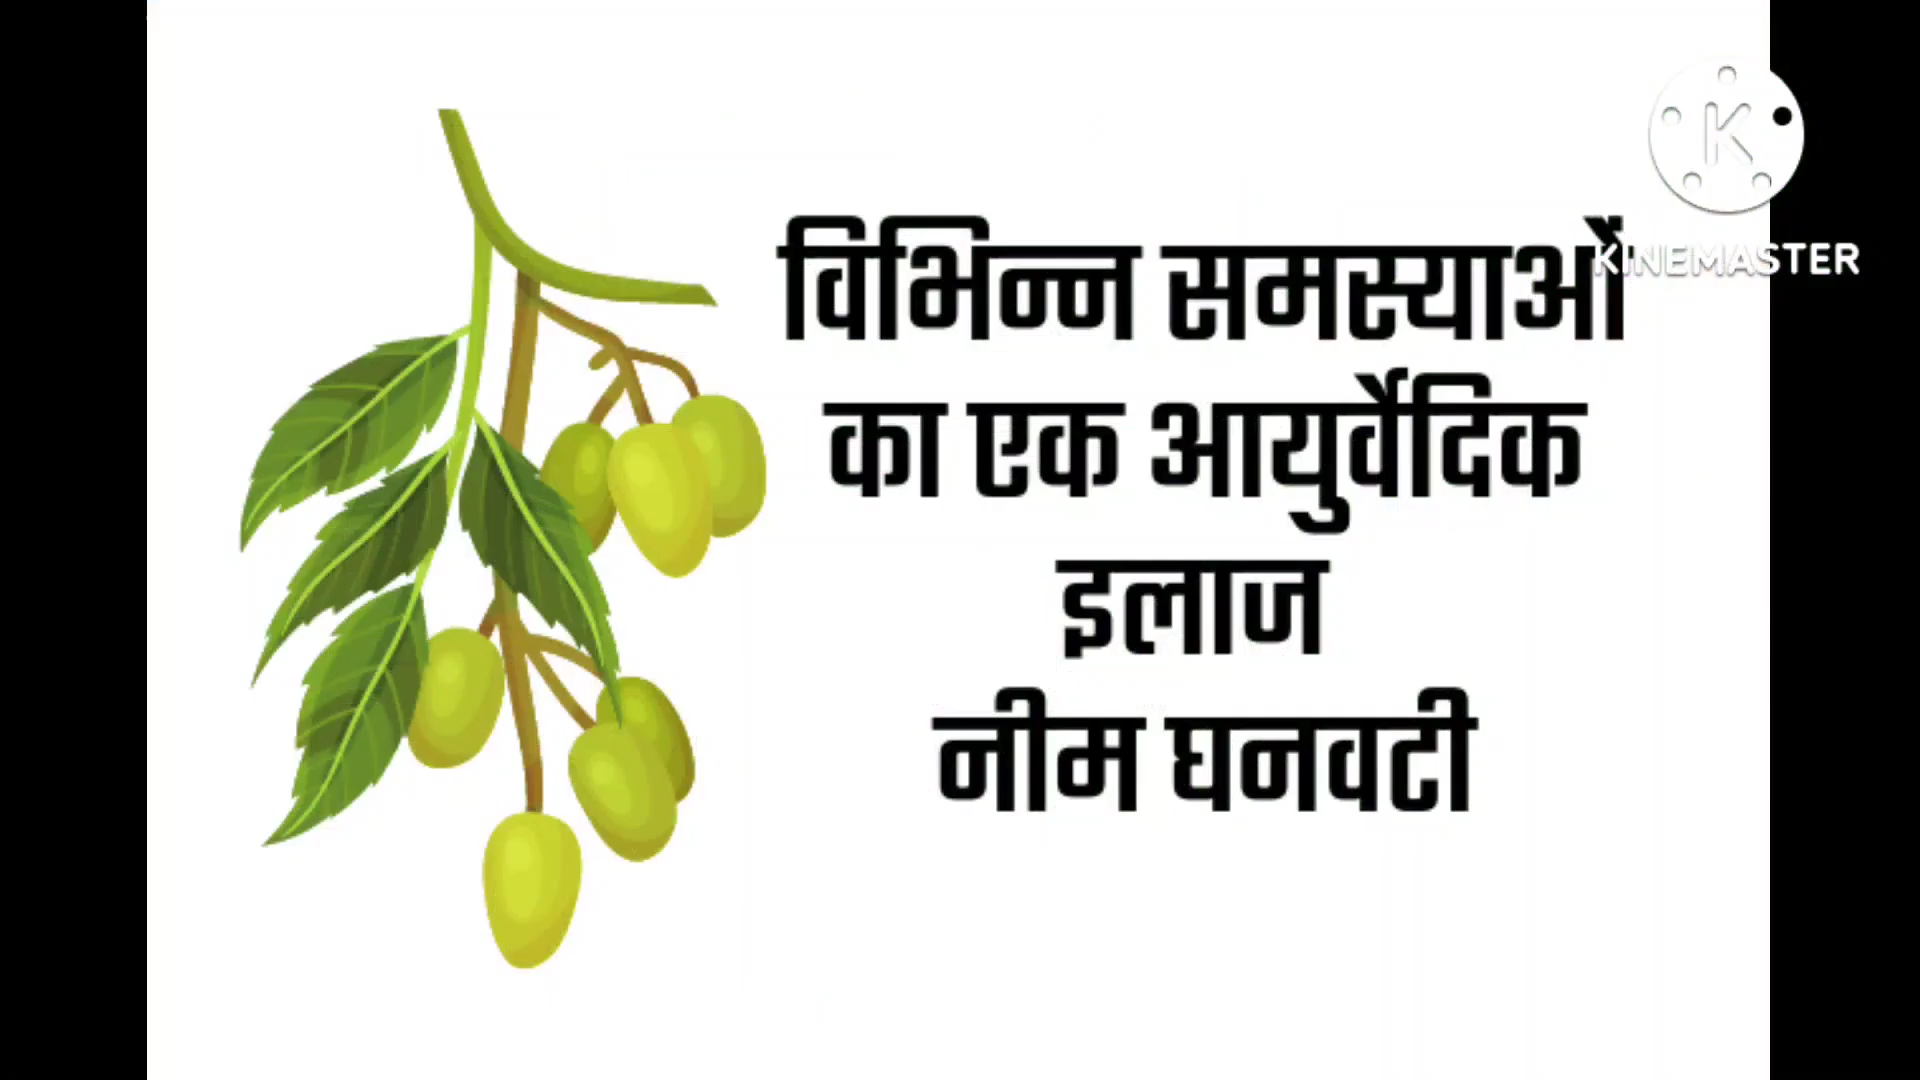 विभिन्न समस्याओं
का एक आयुर्वेदिक
इलाज
नीम घनवटी
K
KINEMASTER